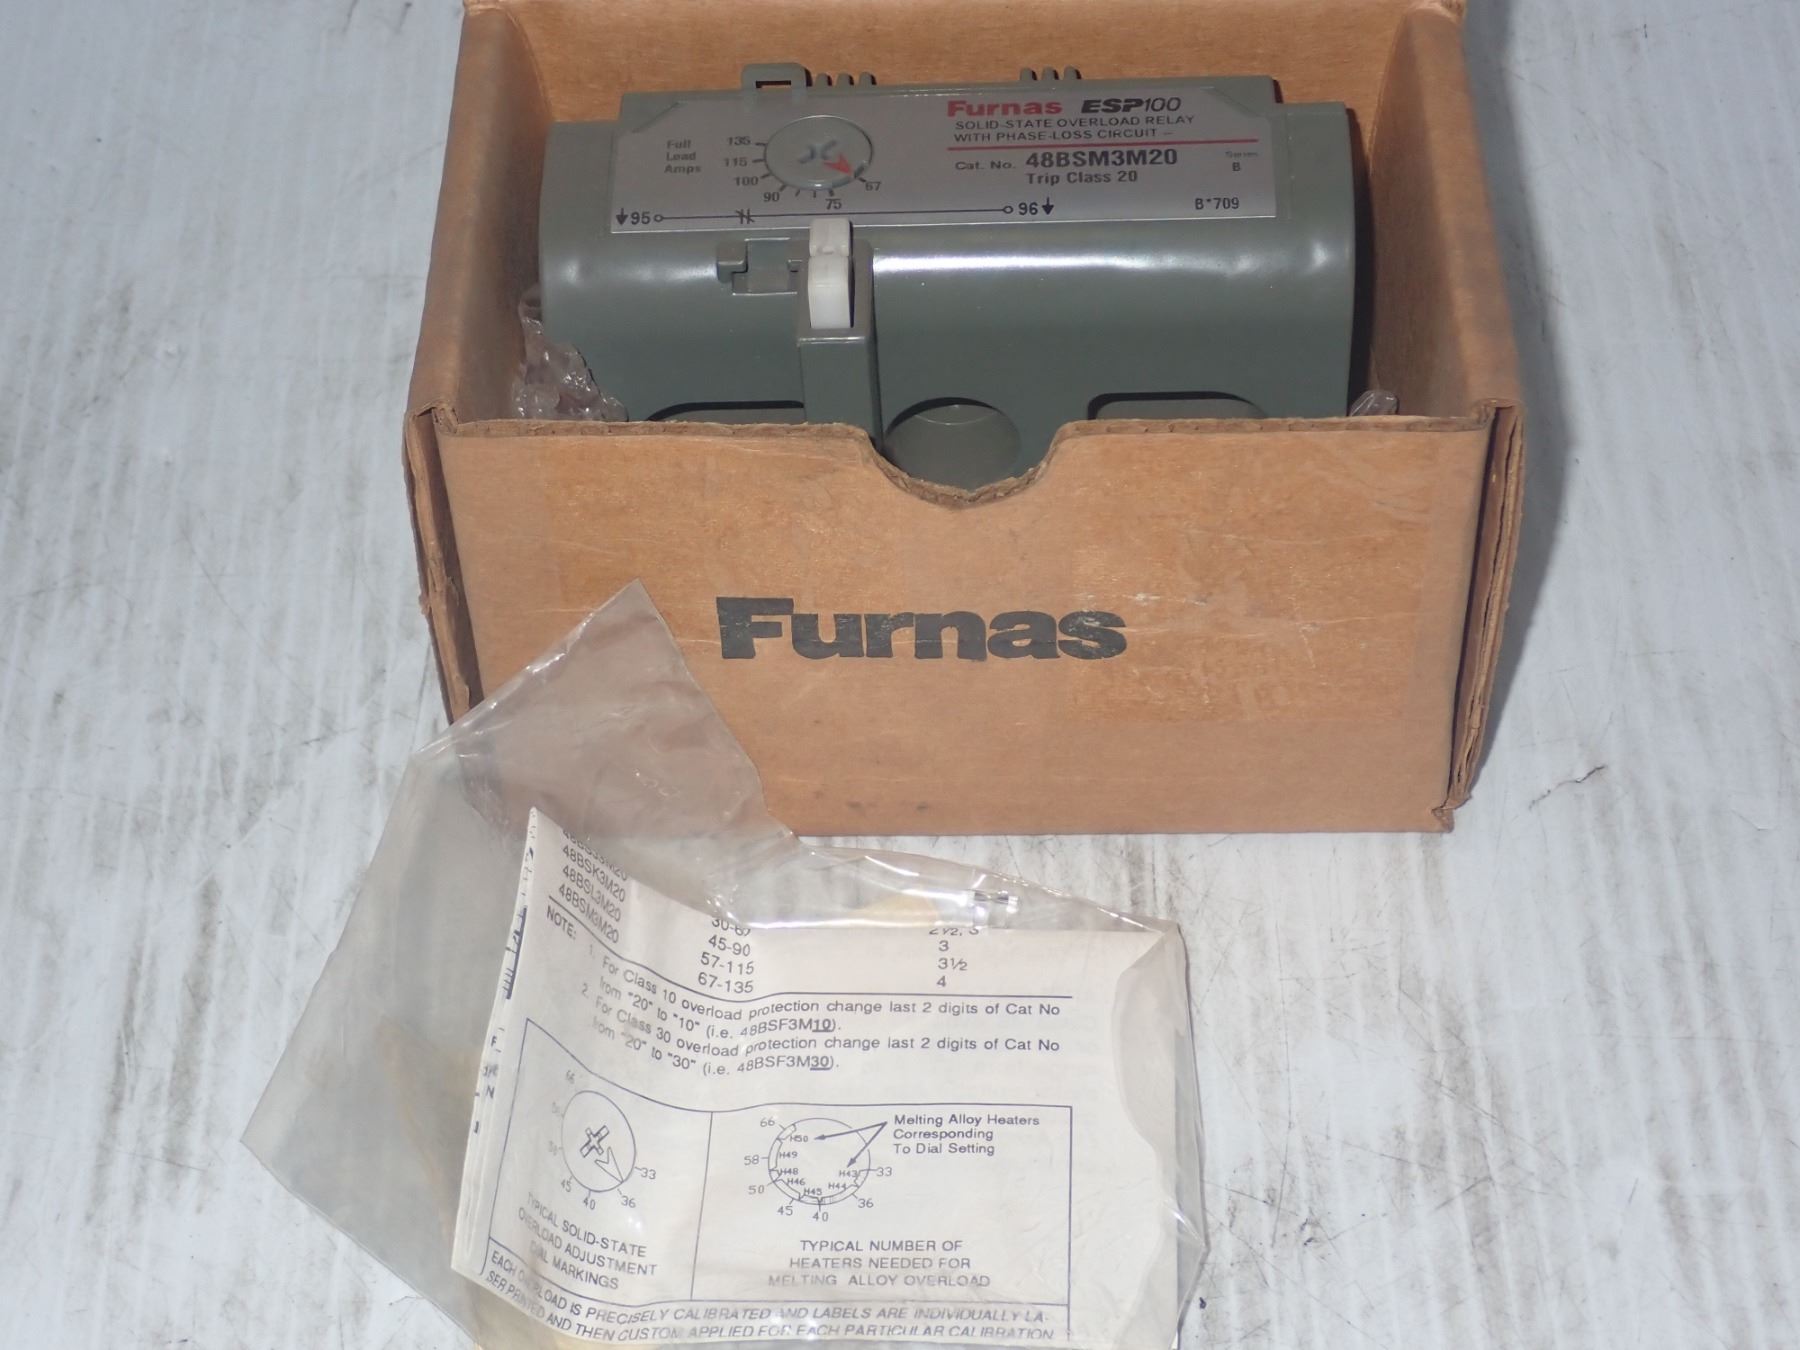 Furnas ESP100
SOLID-STATE OVERLOAD RELAY
WITH PHASE-LOSS CIRCUIT
Cat. No. 48BSM3M20
Series B
Trip Class 20
B*709
Full
Load
Amps
135
115
100
90
75
67
95
96
Furnas
48BSK3M20
48BSL3M20
48BSM3M20
45-90
3
57-115
3½
67-135
4
NOTE: 1. For Class 10 overload protection change last 2 digits of Cat No
from "20" to "10" (i.e. 48BSF3M10).
2. For Class 30 overload protection change last 2 digits of Cat No
from "20" to "30" (i.e. 48BSF3M30).
66
33
36
40
45
TYPICAL SOLID-STATE
OVERLOAD ADJUSTMENT
DIAL MARKINGS
Melting Alloy Heaters
Corresponding
To Dial Setting
66
58
50
45
40
36
33
H50
H49
H48
H46
H45
H44
H43
TYPICAL NUMBER OF
HEATERS NEEDED FOR
MELTING ALLOY OVERLOAD
EACH OVERLOAD IS PRECISELY CALIBRATED AND LABELS ARE INDIVIDUALLY LA-
SER PRINTED AND THEN CUSTOM APPLIED FOR EACH PARTICULAR CALIBRATION